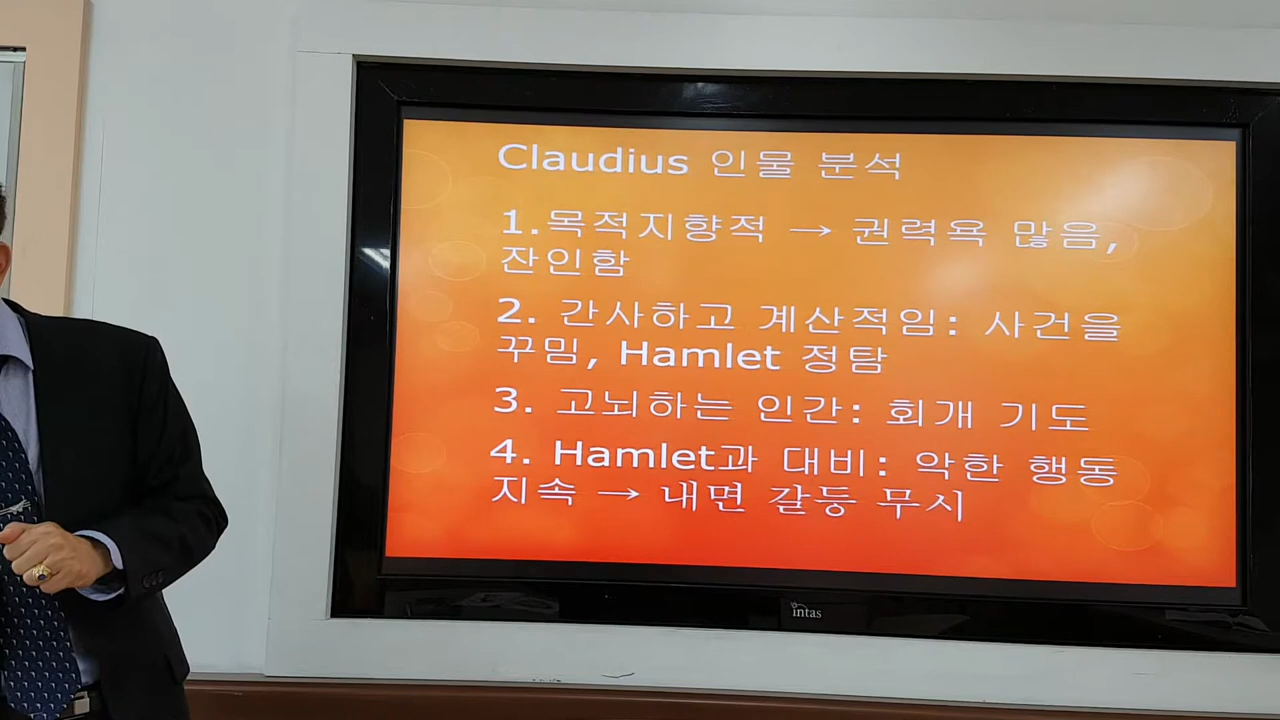 Claudius 인물 분석
1.목적지향적 → 권력욕 많음,
잔인함
2. 간사하고 계산적임: 사건을
꾸밈, Hamlet 정탐
3. 고뇌하는 인간: 회개 기도
4. Hamlet과 대비: 악한 행동
지속 → 내면 갈등 무시
intas